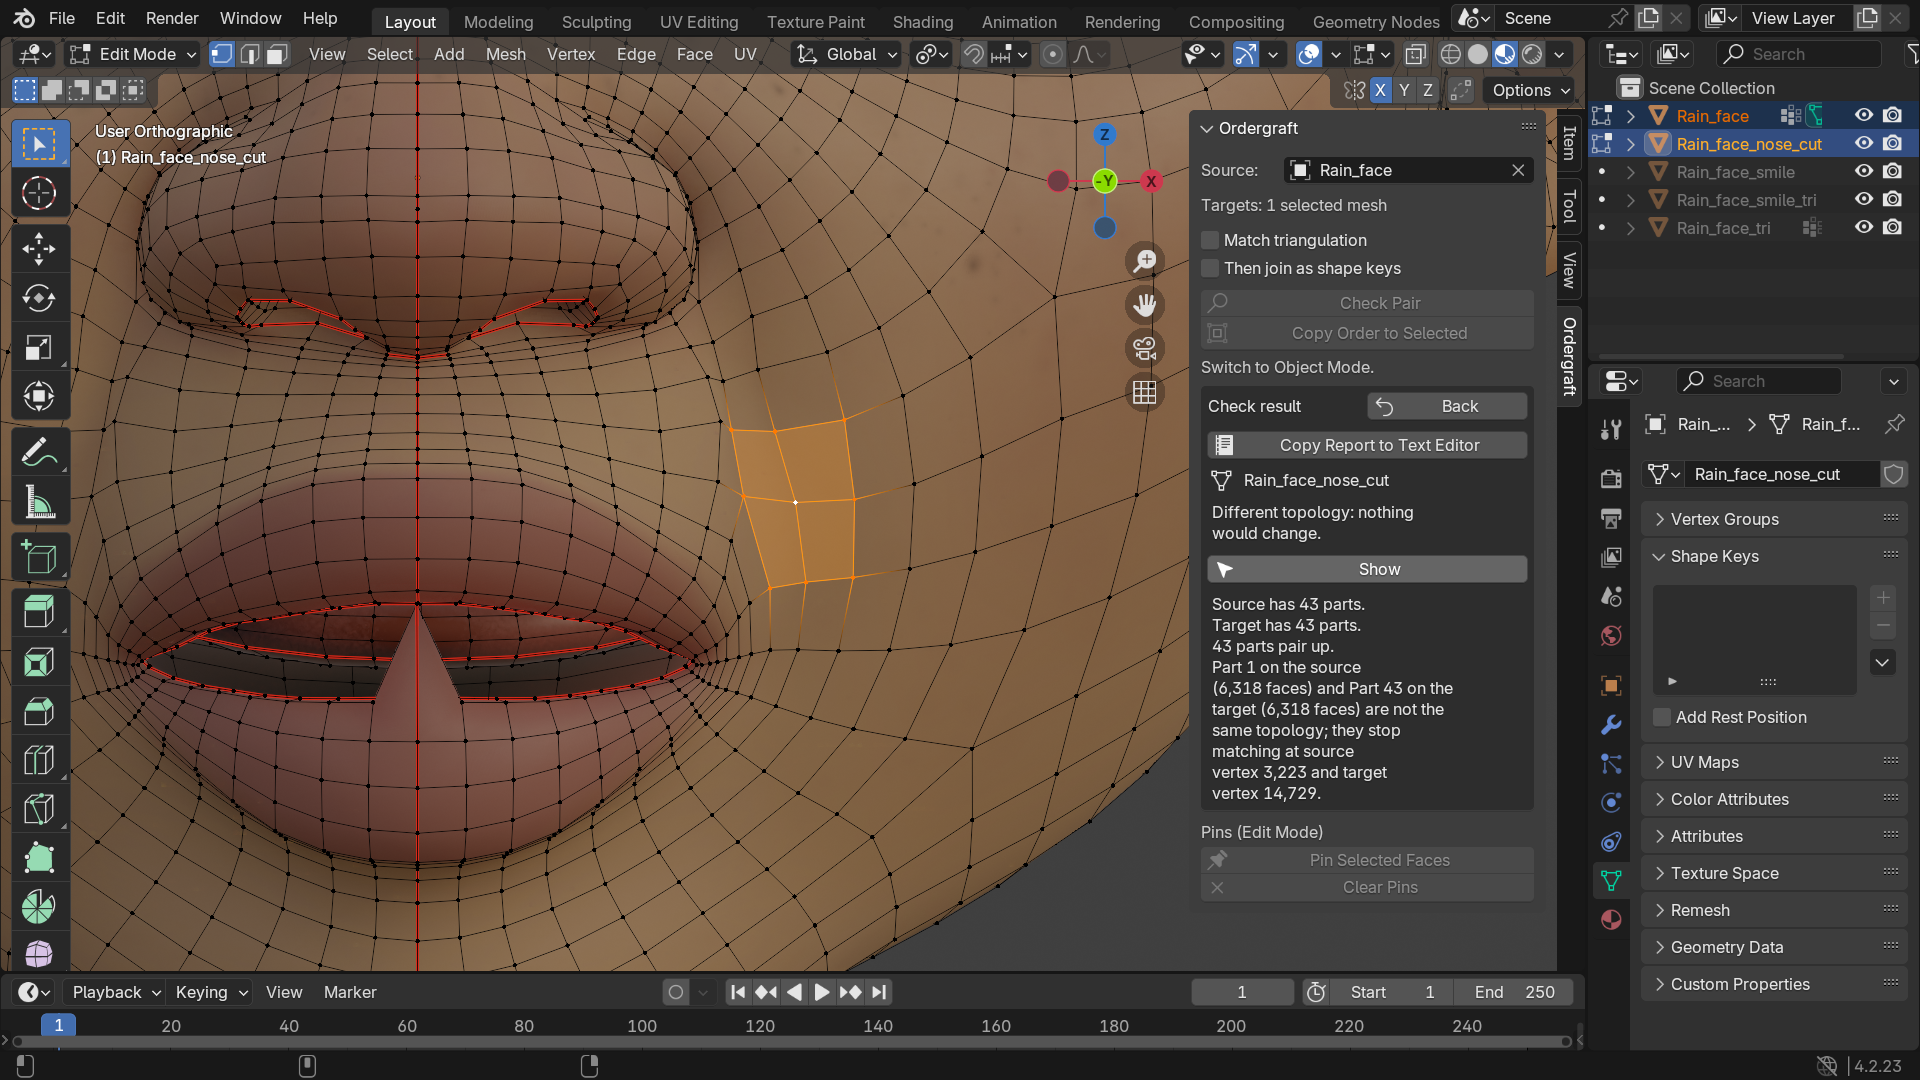 File Edit Render Window Help Layout Modeling Sculpting UV Editing Texture Paint Shading Animation Rendering Compositing Geometry Nodes Scene View Layer
Edit Mode View Select Add Mesh Vertex Edge Face UV Global Search
X Y Z Options
User Orthographic
(1) Rain_face_nose_cut
Z
-Y X
Ordergraft
Source: Rain_face
Targets: 1 selected mesh
Match triangulation
Then join as shape keys
Check Pair
Copy Order to Selected
Switch to Object Mode.
Check result Back
Copy Report to Text Editor
Rain_face_nose_cut
Different topology: nothing
would change.
Show
Source has 43 parts.
Target has 43 parts.
43 parts pair up.
Part 1 on the source
(6,318 faces) and Part 43 on the
target (6,318 faces) are not the
same topology; they stop
matching at source
vertex 3,223 and target
vertex 14,729.
Pins (Edit Mode)
Pin Selected Faces
Clear Pins
Item
Tool
View
Ordergraft
Scene Collection
Rain_face
Rain_face_nose_cut
Rain_face_smile
Rain_face_smile_tri
Rain_face_tri
Search
Rain_... Rain_f...
Rain_face_nose_cut
Vertex Groups
Shape Keys
Add Rest Position
UV Maps
Color Attributes
Attributes
Texture Space
Remesh
Geometry Data
Custom Properties
Playback Keying View Marker 1 Start 1 End 250
1 20 40 60 80 100 120 140 160 180 200 220 240
4.2.23